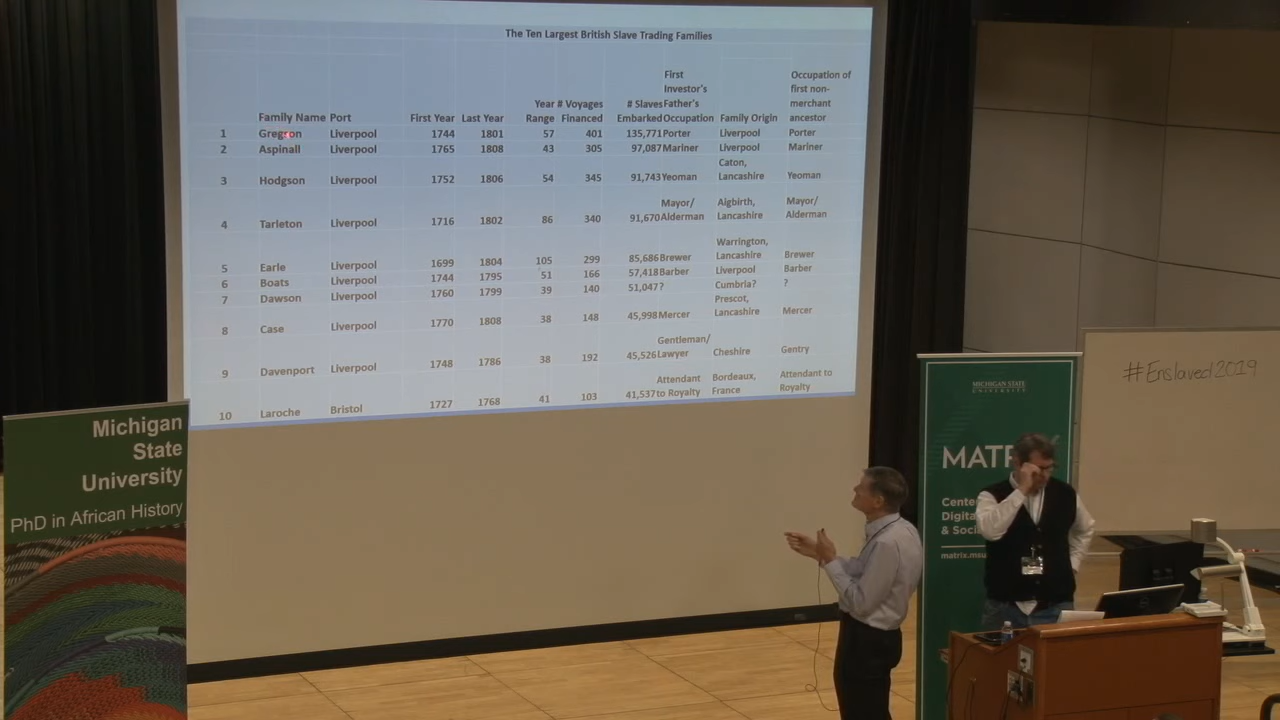 The Ten Largest British Slave Trading Families
Family Name Port First Year Last Year Year Range # Voyages Financed # Slaves Embarked First Investor's Father's Occupation Family Origin Occupation of first non-merchant ancestor
1 Gregson Liverpool 1744 1801 57 401 135,771 Porter Liverpool Porter
2 Aspinall Liverpool 1765 1808 43 305 97,087 Mariner Liverpool Mariner
3 Hodgson Liverpool 1752 1806 54 345 91,743 Yeoman Caton, Lancashire Yeoman
4 Tarleton Liverpool 1716 1802 86 340 91,670 Mayor/ Alderman Aigbirth, Lancashire Mayor/ Alderman
5 Earle Liverpool 1699 1804 105 299 85,686 Brewer Warrington, Lancashire Brewer
6 Boats Liverpool 1744 1795 51 166 57,418 Barber Liverpool Barber
7 Dawson Liverpool 1760 1799 39 140 51,047 ? Cumbria? ?
8 Case Liverpool 1770 1808 38 148 45,998 Mercer Prescot, Lancashire Mercer
9 Davenport Liverpool 1748 1786 38 192 45,526 Gentleman/ Lawyer Cheshire Gentry
10 Laroche Bristol 1727 1768 41 103 41,537 Attendant to Royalty Bordeaux, France Attendant to Royalty
Michigan
State
University
PhD in African History
MICHIGAN STATE
UNIVERSITY
MATR
Cente
Digita
& Soci
matrix.msu
#Enslaved2019